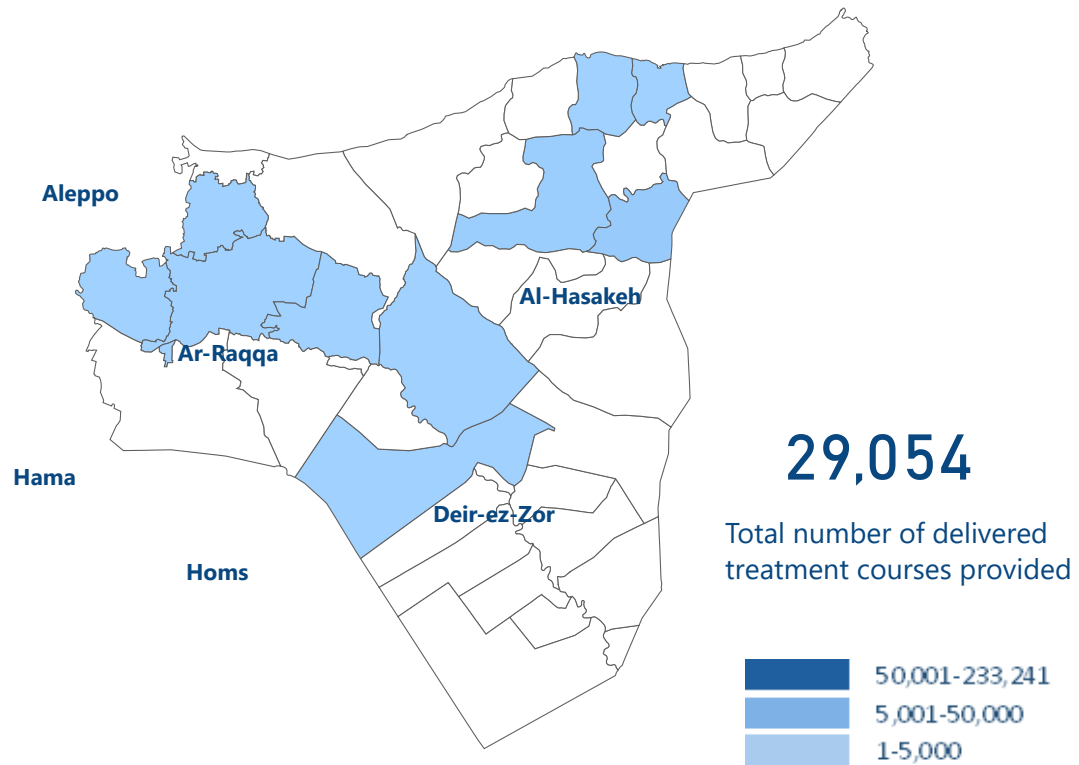 Aleppo
Al-Hasakeh
Ar-Raqqa
Hama
Deir-ez-Zor
Homs
29,054
Total number of delivered
treatment courses provided
50,001-233,241
5,001-50,000
1-5,000